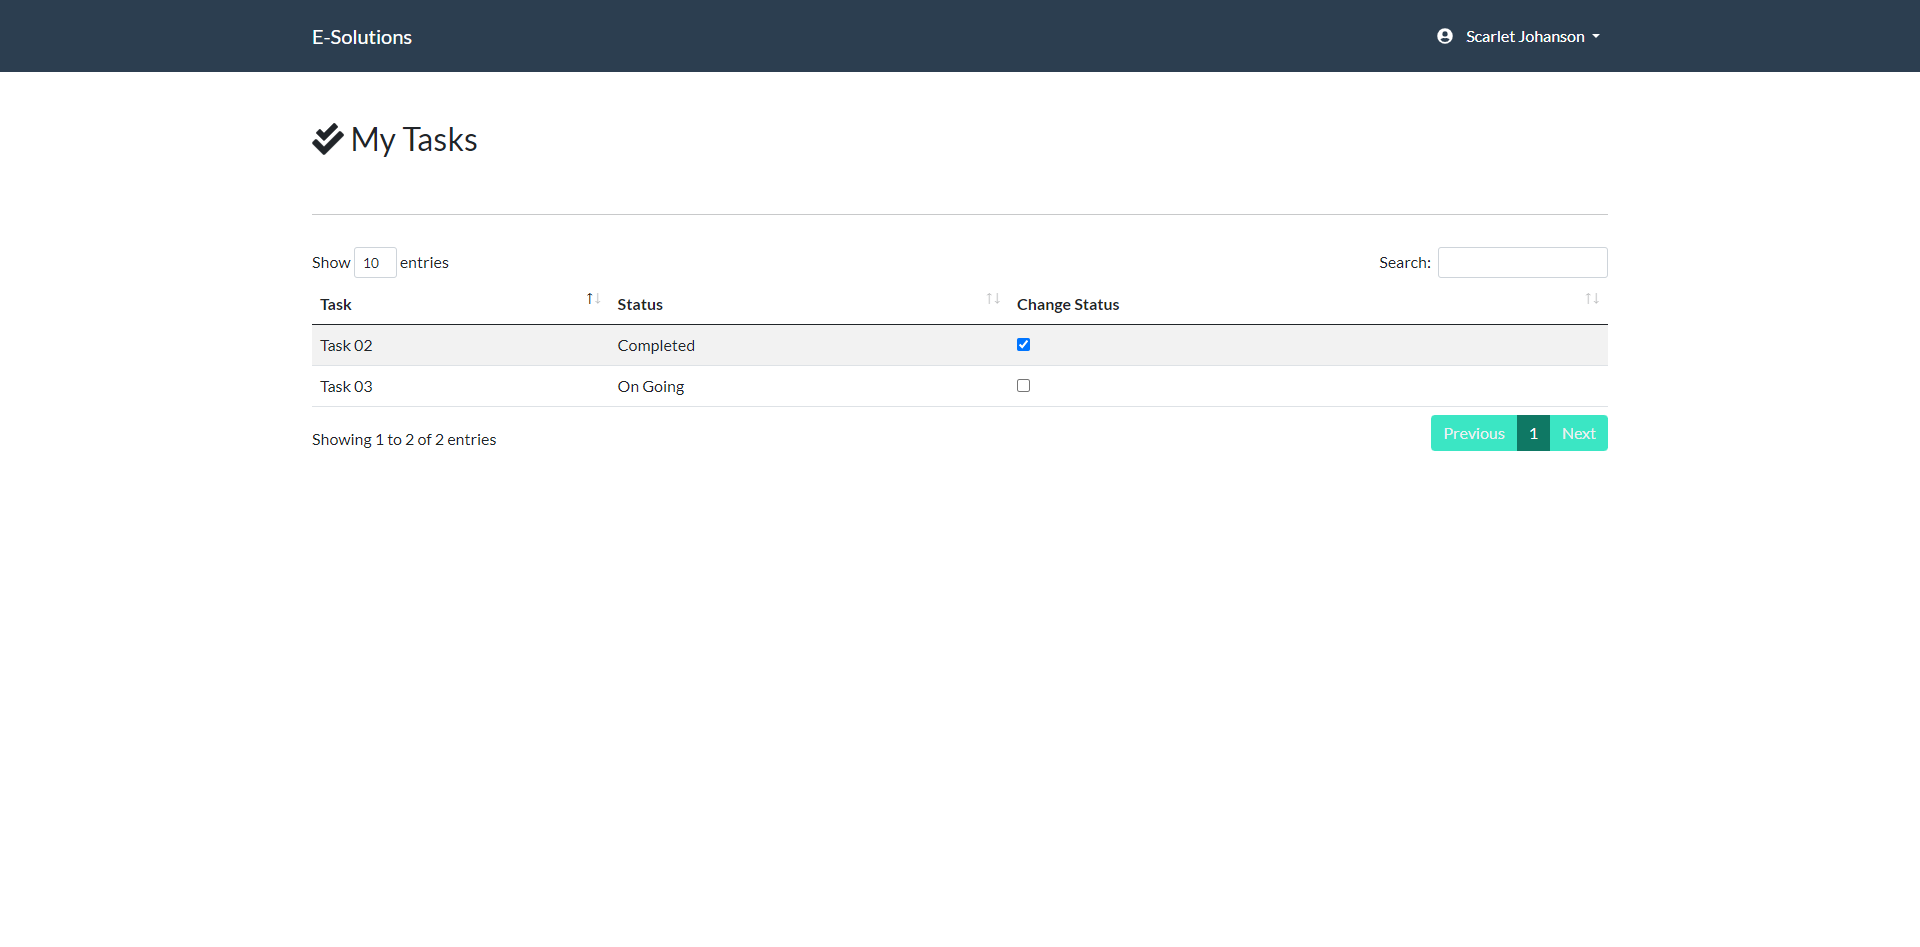 E-Solutions
Scarlet Johanson
My Tasks
Show 10 entries
Search:
Task Status Change Status
Task 02 Completed
Task 03 On Going
Showing 1 to 2 of 2 entries
Previous 1 Next